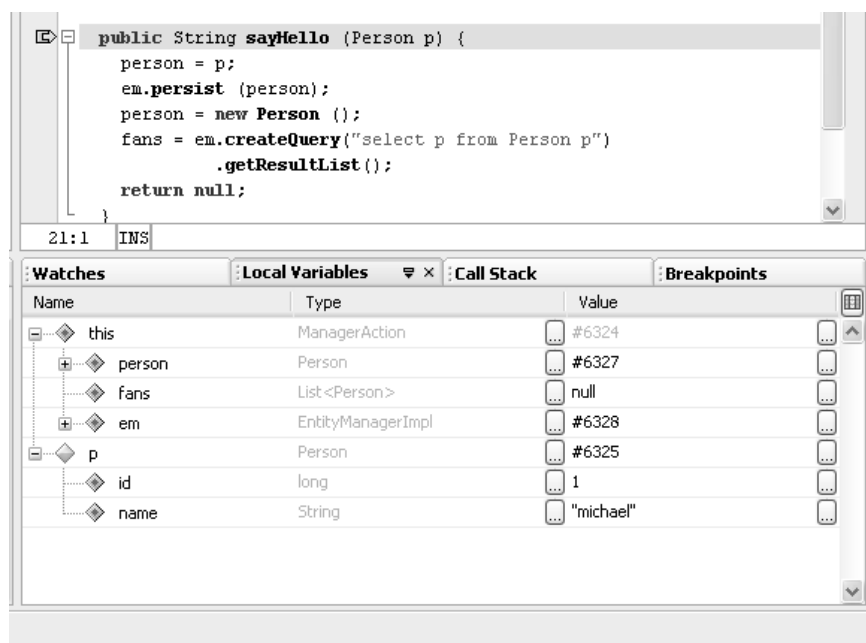 public String sayHello (Person p) {
person = p;
em.persist (person);
person = new Person ();
fans = em.createQuery("select p from Person p")
.getResultList();
return null;
}
21:1 INS
Watches Local Variables Call Stack Breakpoints
Name Type Value
this ManagerAction ... #6324 ...
person Person ... #6327 ...
fans List<Person> ... null ...
em EntityManagerImpl ... #6328 ...
p Person ... #6325 ...
id long ... 1 ...
name String ... "michael" ...